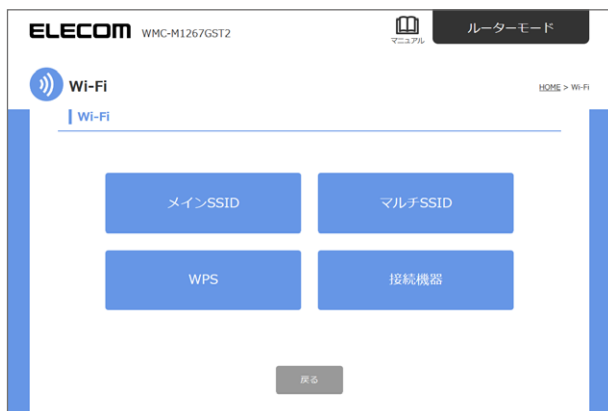 ELECOM WMC-M1267GST2 マニュアル ルーターモード
Wi-Fi HOME > Wi-Fi
Wi-Fi
メインSSID マルチSSID
WPS 接続機器
戻る